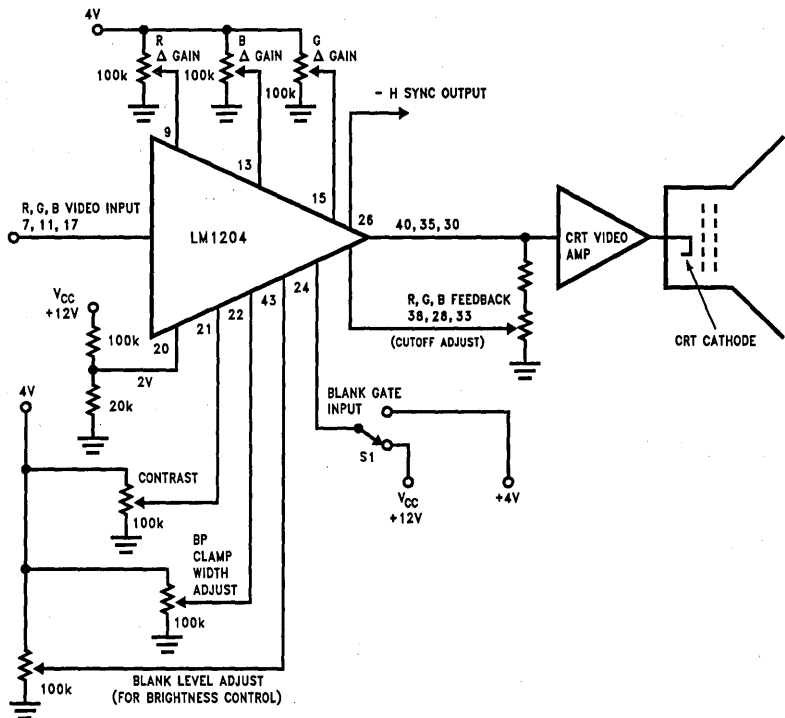 4V
R
Δ GAIN
B
Δ GAIN
G
Δ GAIN
100k
100k
100k
– H SYNC OUTPUT
9
13
15
26
R, G, B VIDEO INPUT
7, 11, 17
LM1204
40, 35, 30
CRT VIDEO
AMP
VCC
+12V
100k
20
21
22
43
24
2V
20k
R, G, B FEEDBACK
38, 28, 33
(CUTOFF ADJUST)
CRT CATHODE
BLANK GATE
INPUT
S1
VCC
+12V
+4V
4V
CONTRAST
100k
BP
CLAMP
WIDTH
ADJUST
100k
100k
BLANK LEVEL ADJUST
(FOR BRIGHTNESS CONTROL)